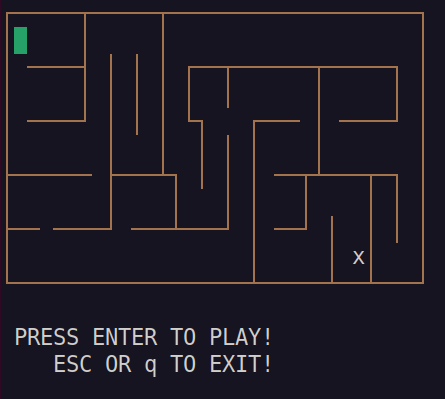 X
PRESS ENTER TO PLAY!
ESC OR q TO EXIT!